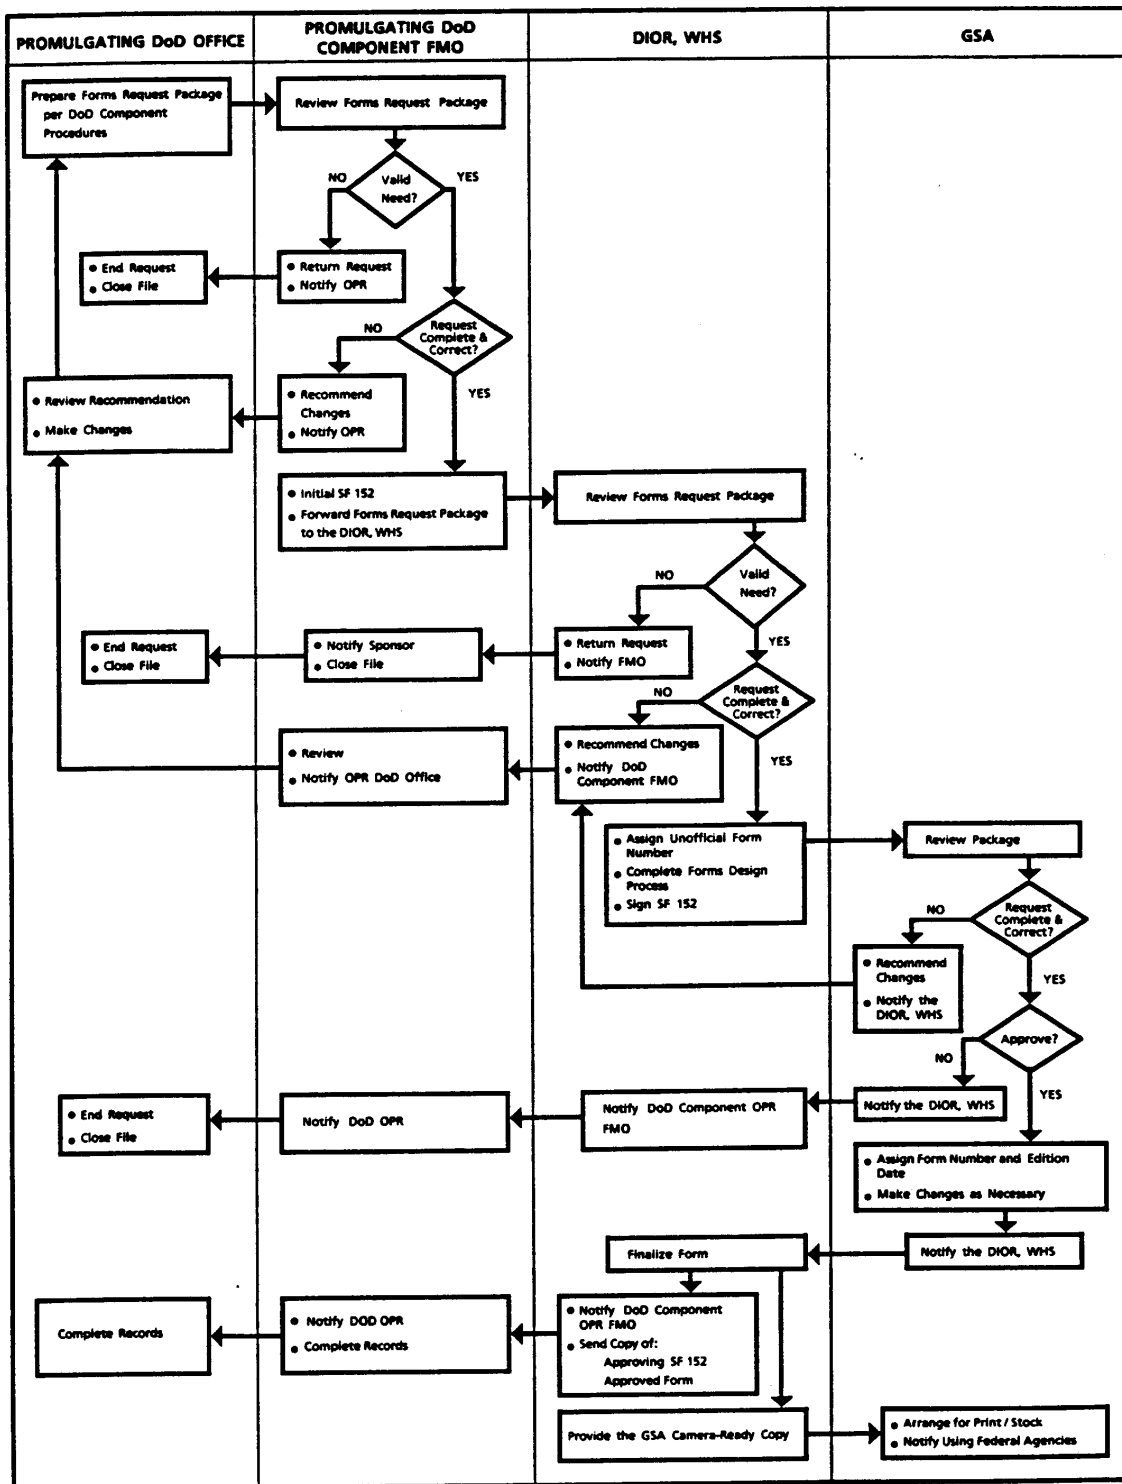 PROMULGATING DoD OFFICE
PROMULGATING DoD
COMPONENT FMO
DIOR, WHS
GSA
Prepare Forms Request Package
per DoD Component
Procedures
Review Forms Request Package
Valid
Need?
NO
YES
• End Request
• Close File
• Return Request
• Notify OPR
Request
Complete &
Correct?
NO
YES
• Review Recommendation
• Make Changes
• Recommend
Changes
• Notify OPR
• Initial SF 152
• Forward Forms Request Package
to the DIOR, WHS
Review Forms Request Package
Valid
Need?
NO
YES
• End Request
• Close File
• Notify Sponsor
• Close File
• Return Request
• Notify FMO
Request
Complete &
Correct?
NO
YES
• Review
• Notify OPR DoD Office
• Recommend Changes
• Notify DoD
Component FMO
• Assign Unofficial Form
Number
• Complete Forms Design
Process
• Sign SF 152
Review Package
Request
Complete &
Correct?
NO
YES
• Recommend
Changes
• Notify the
DIOR, WHS
Approve?
NO
YES
• End Request
• Close File
Notify DoD OPR
Notify DoD Component OPR
FMO
Notify the DIOR, WHS
• Assign Form Number and Edition
Date
• Make Changes as Necessary
Finalize Form
Notify the DIOR, WHS
Complete Records
• Notify DOD OPR
• Complete Records
• Notify DoD Component
OPR FMO
• Send Copy of:
Approving SF 152
Approved Form
Provide the GSA Camera-Ready Copy
• Arrange for Print / Stock
• Notify Using Federal Agencies